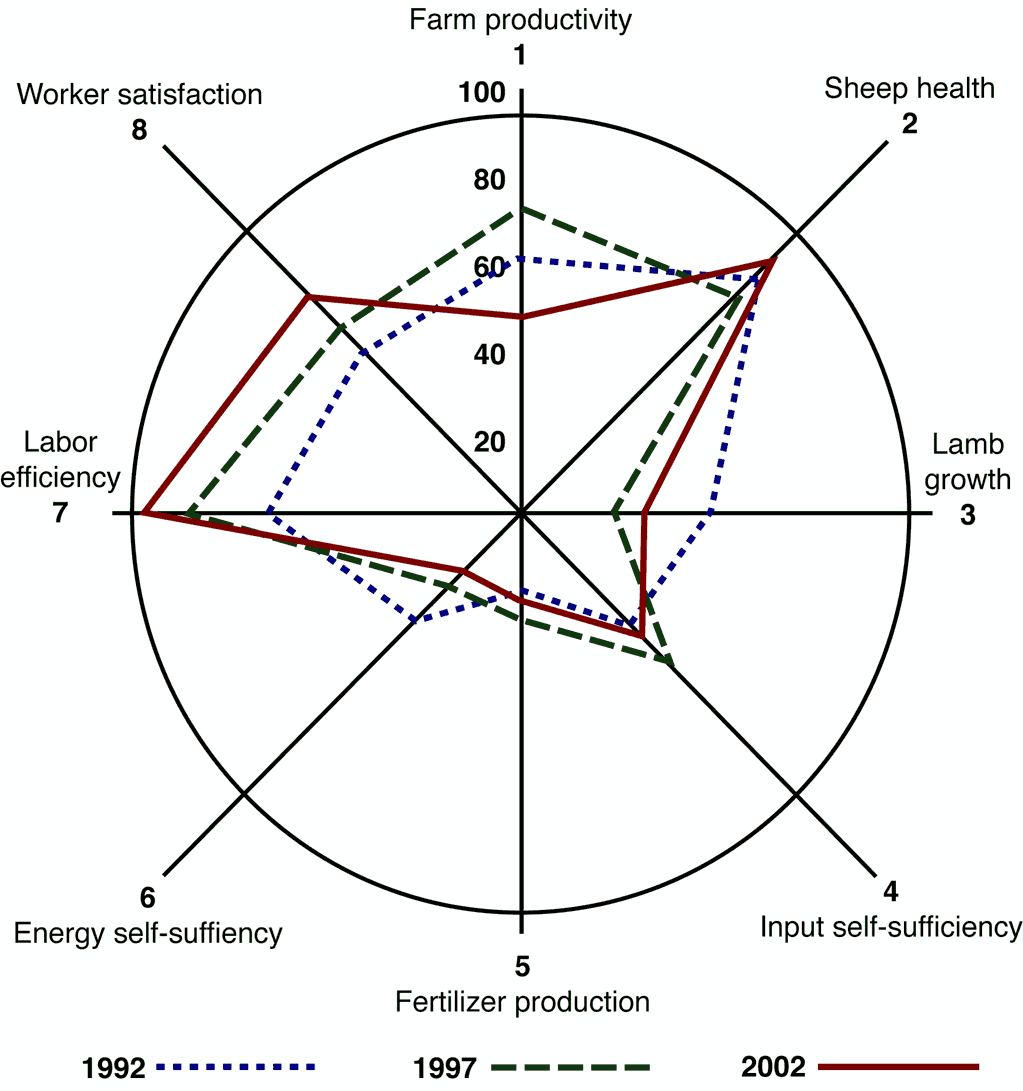 Farm productivity
1
100
Worker satisfaction
8
Sheep health
2
80
60
40
20
Labor
efficiency
7
Lamb
growth
3
6
Energy self-suffiency
4
Input self-sufficiency
5
Fertilizer production
1992 1997 2002